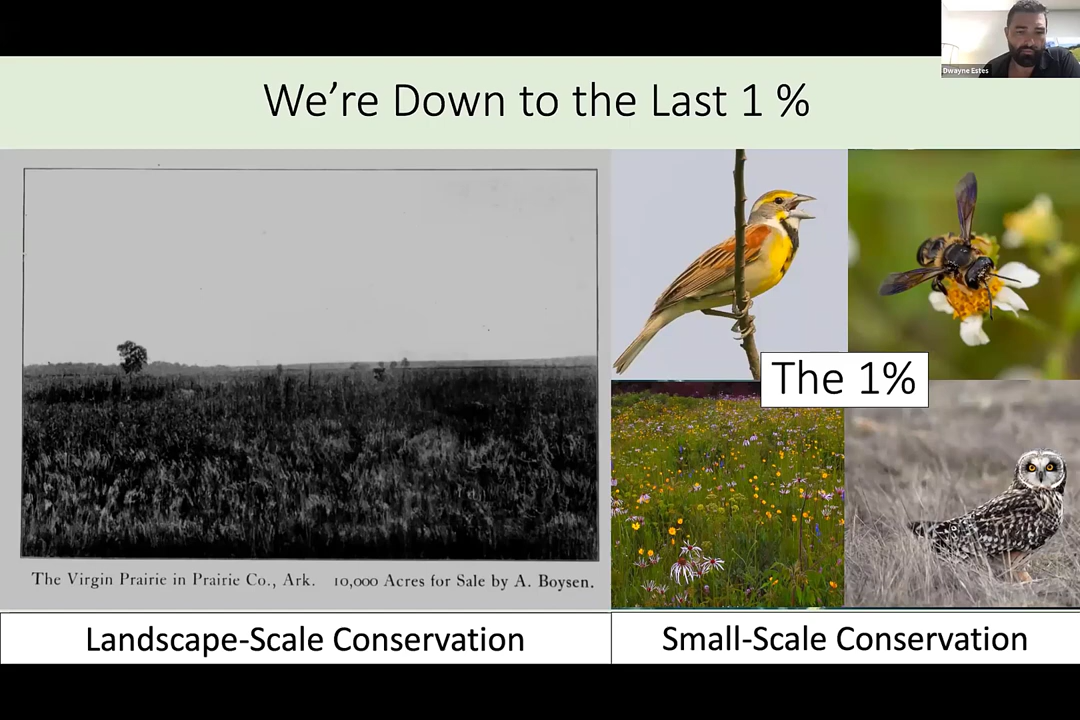 Dwayne Estes
We're Down to the Last 1 %
The 1%
The Virgin Prairie in Prairie Co., Ark. 10,000 Acres for Sale by A. Boysen.
Landscape-Scale Conservation
Small-Scale Conservation